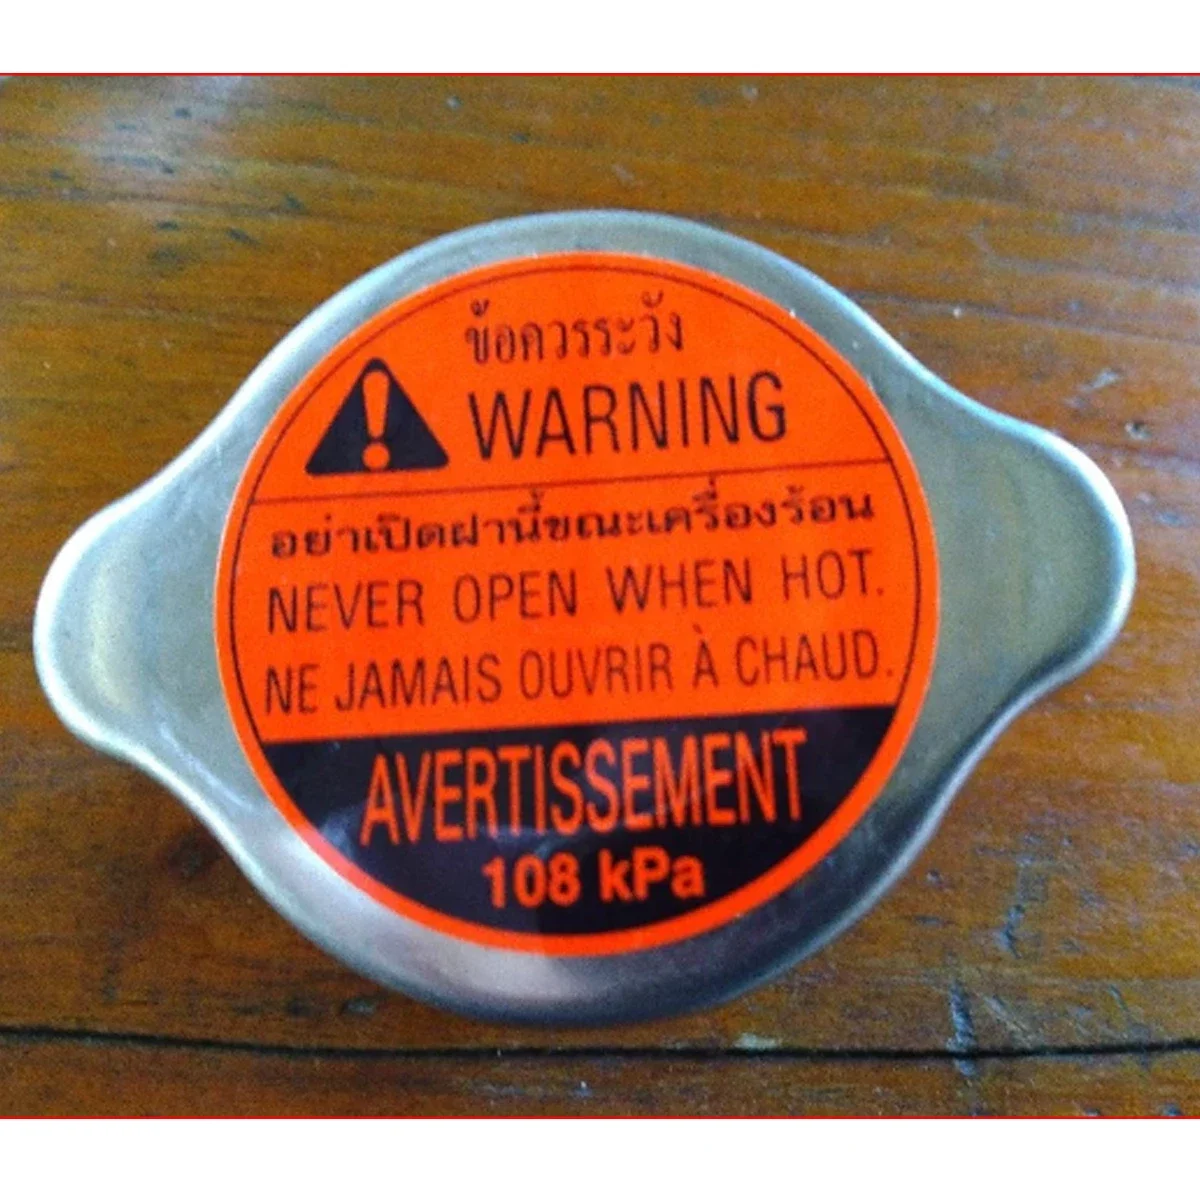 ข้อควรระวัง
WARNING
อย่าเปิดฝานี้ขณะเครื่องร้อน
NEVER OPEN WHEN HOT.
NE JAMAIS OUVRIR À CHAUD.
AVERTISSEMENT
108 kPa